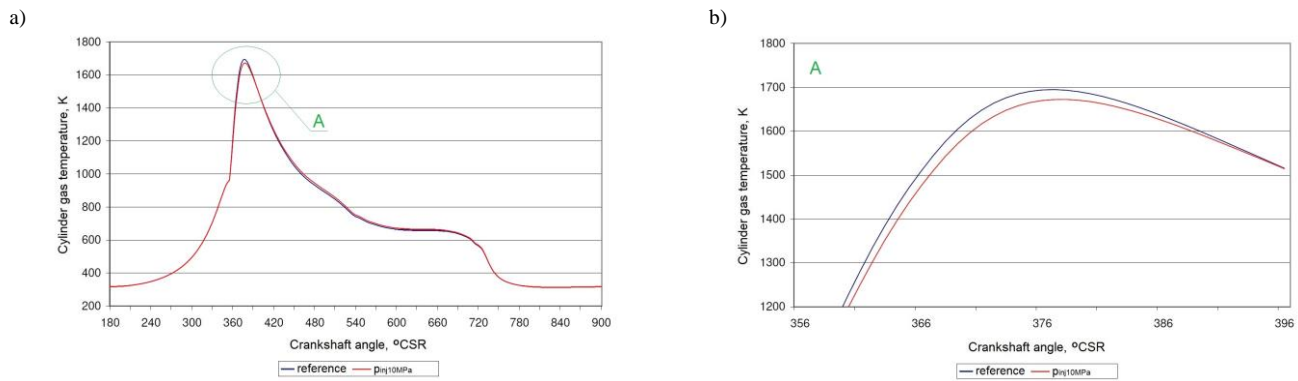 a)
1800
1600
1400
1200
1000
800
600
400
200
Cylinder gas temperature, K
A
180 240 300 360 420 480 540 600 660 720 780 840 900
Crankshaft angle, ºCSR
reference pinj10MPa
b)
1800
1700
1600
1500
1400
1300
1200
Cylinder gas temperature, K
A
356 366 376 386 396
Crankshaft angle, ºCSR
reference pinj10MPa